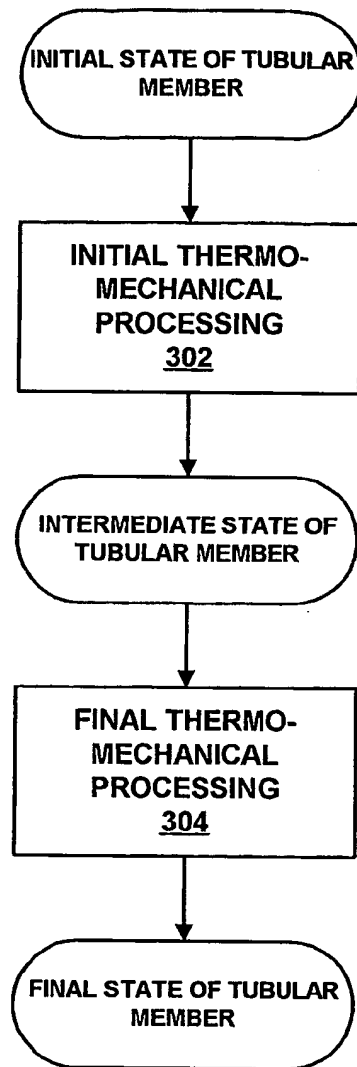 INITIAL STATE OF TUBULAR
MEMBER
INITIAL THERMO-
MECHANICAL
PROCESSING
302
INTERMEDIATE STATE OF
TUBULAR MEMBER
FINAL THERMO-
MECHANICAL
PROCESSING
304
FINAL STATE OF TUBULAR
MEMBER